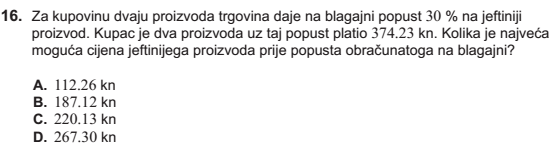 16. Za kupovinu dvaju proizvoda trgovina daje na blagajni popust 30 % na jeftiniji
proizvod. Kupac je dva proizvoda uz taj popust platio 374.23 kn. Kolika je najveća
moguća cijena jeftinijega proizvoda prije popusta obračunatoga na blagajni?
A. 112.26 kn
B. 187.12 kn
C. 220.13 kn
D. 267.30 kn